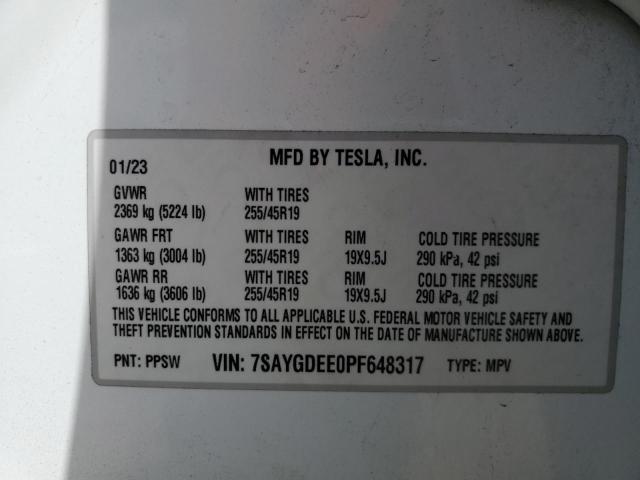 01/23 MFD BY TESLA, INC.
GVWR WITH TIRES
2369 kg (5224 lb) 255/45R19
GAWR FRT WITH TIRES RIM COLD TIRE PRESSURE
1363 kg (3004 lb) 255/45R19 19X9.5J 290 kPa, 42 psi
GAWR RR WITH TIRES RIM COLD TIRE PRESSURE
1636 kg (3606 lb) 255/45R19 19X9.5J 290 kPa, 42 psi
THIS VEHICLE CONFORMS TO ALL APPLICABLE U.S. FEDERAL MOTOR VEHICLE SAFETY AND
THEFT PREVENTION STANDARDS IN EFFECT ON THE DATE OF MANUFACTURE SHOWN ABOVE.
PNT: PPSW VIN: 7SAYGDEE0PF648317 TYPE: MPV